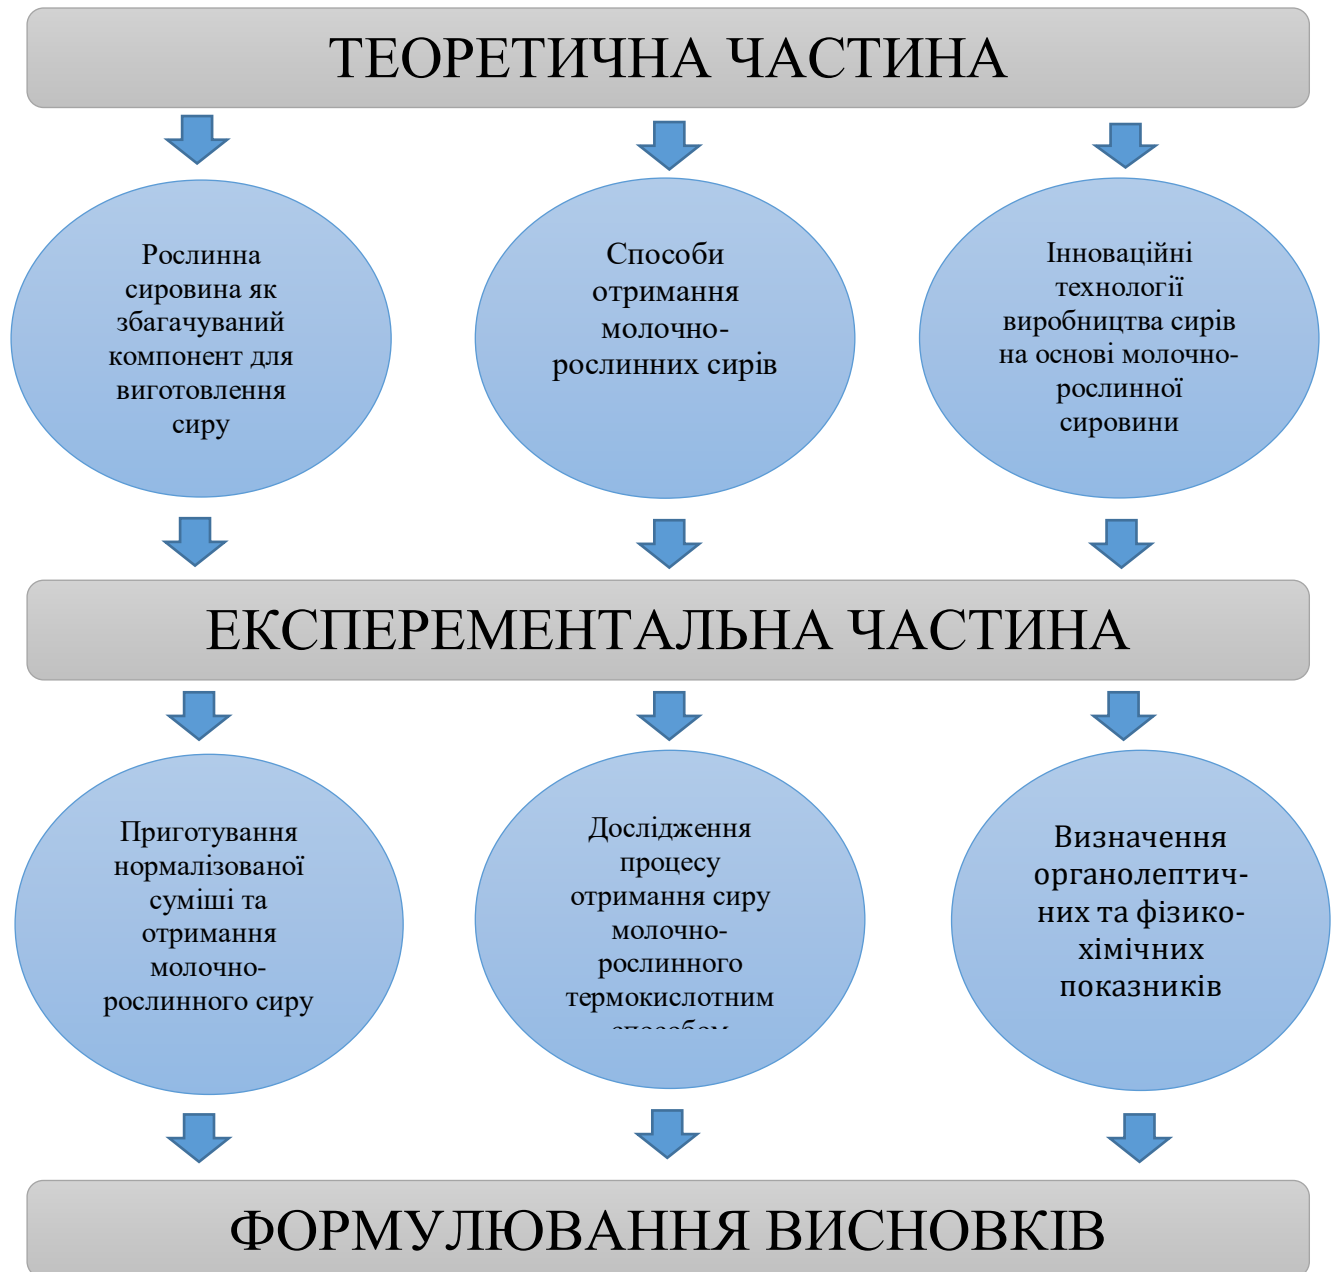 ТЕОРЕТИЧНА ЧАСТИНА
Рослинна
сировина як
збагачуваний
компонент для
виготовлення
сиру
Способи
отримання
молочно-
рослинних сирів
Інноваційні
технології
виробництва сирів
на основі молочно-
рослинної
сировини
ЕКСПЕРЕМЕНТАЛЬНА ЧАСТИНА
Приготування
нормалізованої
суміші та
отримання
молочно-
рослинного сиру
Дослідження
процесу
отримання сиру
молочно-
рослинного
термокислотним
Визначення
органолептич-
них та фізико-
хімічних
показників
ФОРМУЛЮВАННЯ ВИСНОВКІВ